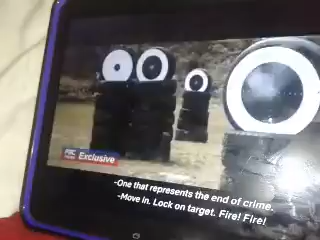 Exclusive
-One that represents the end of crime.
-Move in. Lock on target. Fire! Fire!